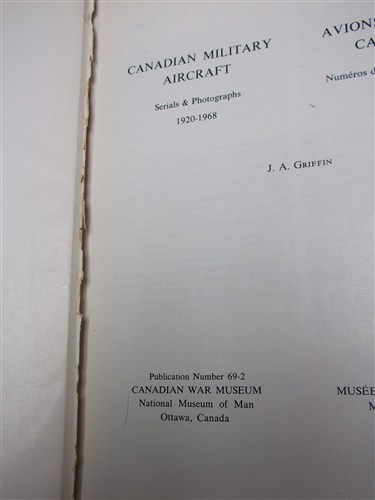 CANADIAN MILITARY
AIRCRAFT
Serials & Photographs
1920-1968
AVIONS
CA
Numéros d
J. A. GRIFFIN
Publication Number 69-2
CANADIAN WAR MUSEUM
National Museum of Man
Ottawa, Canada
MUSÉE
M